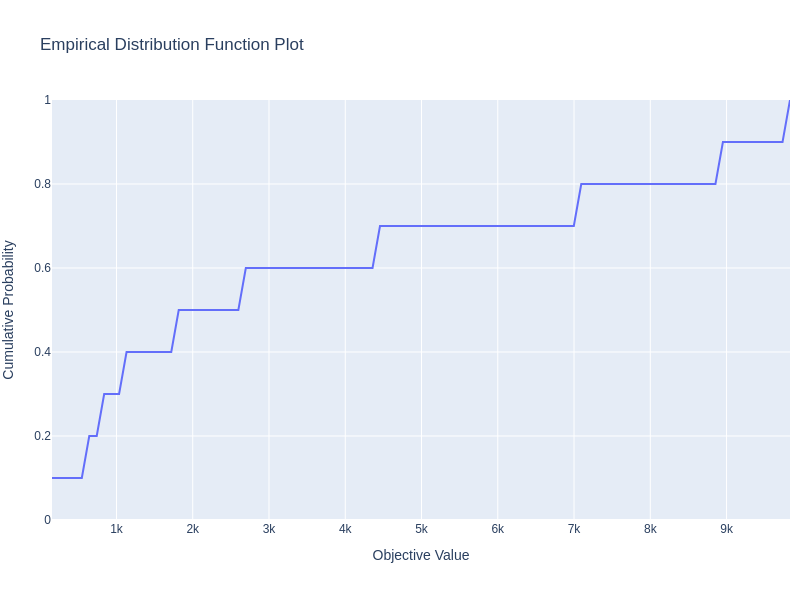 Empirical Distribution Function Plot
Cumulative Probability
1
0.8
0.6
0.4
0.2
0
1k 2k 3k 4k 5k 6k 7k 8k 9k
Objective Value